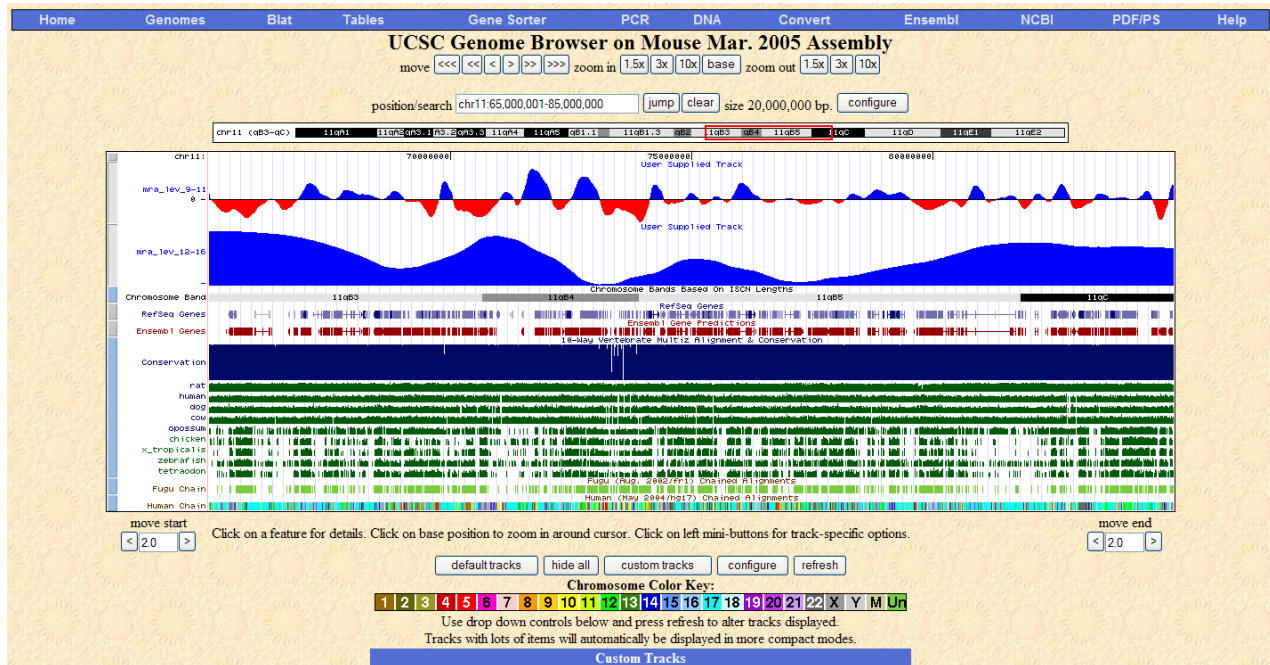 Home Genomes Blat Tables Gene Sorter PCR DNA Convert Ensembl NCBI PDF/PS Help
UCSC Genome Browser on Mouse Mar. 2005 Assembly
move <<< << < > >> >>> zoom in 1.5x 3x 10x base zoom out 1.5x 3x 10x
position/search chr11:65,000,001-85,000,000 jump clear size 20,000,000 bp. configure
chr11 (qB3-qC) 11qA1 11qA2 qA3.1 A3.2 qA3.3 11qA4 11qA5 qB1.1 11qB1.3 qB2 11qB3 qB4 11qB5 11qC 11qD 11qE1 11qE2
chr11: 70000000| 75000000| 80000000|
User Supplied Track
mra_lev_9-11
0 -
User Supplied Track
mra_lev_12-16
Chromosome Bands Based On ISCN Lengths
Chromosome Band 11qB3 11qB4 11qB5 11qC
RefSeq Genes
RefSeq Genes
Ensembl Gene Predictions
Ensembl Genes
10-Way Vertebrate Multiz Alignment & Conservation
Conservation
rat
human
dog
cow
opossum
chicken
x_tropicalis
zebrafish
tetraodon
Fugu (Aug. 2002/fr1) Chained Alignments
Fugu Chain
Human (May 2004/hg17) Chained Alignments
Human Chain
move start
< 2.0 >
Click on a feature for details. Click on base position to zoom in around cursor. Click on left mini-buttons for track-specific options.
move end
< 2.0 >
default tracks hide all custom tracks configure refresh
Chromosome Color Key:
1 2 3 4 5 6 7 8 9 10 11 12 13 14 15 16 17 18 19 20 21 22 X Y M Un
Use drop down controls below and press refresh to alter tracks displayed.
Tracks with lots of items will automatically be displayed in more compact modes.
Custom Tracks